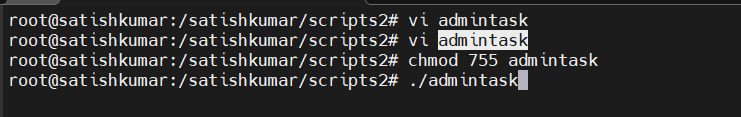 root@satishkumar:/satishkumar/scripts2# vi admintask
root@satishkumar:/satishkumar/scripts2# vi admintask
root@satishkumar:/satishkumar/scripts2# chmod 755 admintask
root@satishkumar:/satishkumar/scripts2# ./admintask